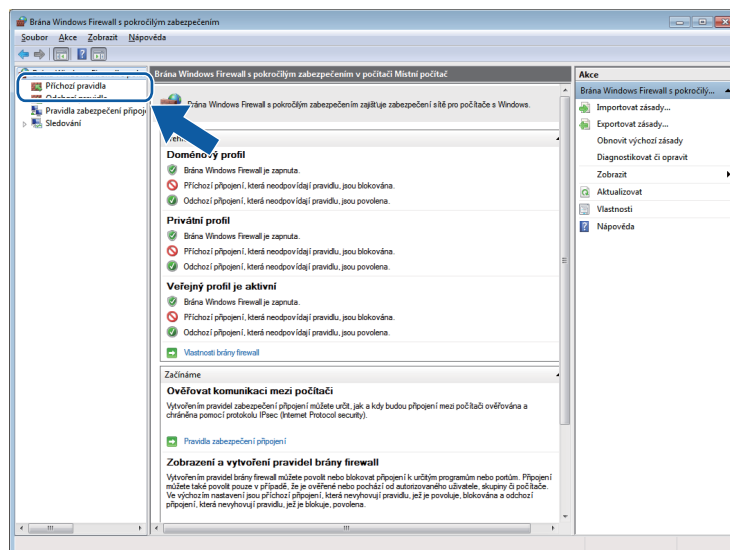 Brána Windows Firewall s pokročilým zabezpečením
Soubor Akce Zobrazit Nápověda
Příchozí pravidla
Odchozí pravidla
Pravidla zabezpečení připoje
Sledování
Brána Windows Firewall s pokročilým zabezpečením v počítači Místní počítač
Brána Windows Firewall s pokročilým zabezpečením zajišťuje zabezpečení sítě pro počítače s Windows.
Doménový profil
Brána Windows Firewall je zapnuta.
Příchozí připojení, která neodpovídají pravidlu, jsou blokována.
Odchozí připojení, která neodpovídají pravidlu, jsou povolena.
Privátní profil
Brána Windows Firewall je zapnuta.
Příchozí připojení, která neodpovídají pravidlu, jsou blokována.
Odchozí připojení, která neodpovídají pravidlu, jsou povolena.
Veřejný profil je aktivní
Brána Windows Firewall je zapnuta.
Příchozí připojení, která neodpovídají pravidlu, jsou blokována.
Odchozí připojení, která neodpovídají pravidlu, jsou povolena.
Vlastnosti brány firewall
Začínáme
Ověřovat komunikaci mezi počítači
Vytvořením pravidel zabezpečení připojení můžete určit, jak a kdy budou připojení mezi počítači ověřována a
chráněna pomocí protokolu IPsec (Internet Protocol security).
Pravidla zabezpečení připojení
Zobrazení a vytvoření pravidel brány firewall
Vytvořením pravidel brány firewall můžete povolit nebo blokovat připojení k určitým programům nebo portům. Připojení
můžete také povolit pouze v případě, že je ověřené nebo pochází od autorizovaného uživatele, skupiny či počítače.
Ve výchozím nastavení jsou příchozí připojení, která nevyhovují pravidlu, jež je povoluje, blokována a odchozí
připojení, která nevyhovují pravidlu, jež je blokuje, povolena.
Akce
Brána Windows Firewall s pokročilý...
Importovat zásady...
Exportovat zásady...
Obnovit výchozí zásady
Diagnostikovat či opravit
Zobrazit
Aktualizovat
Vlastnosti
Nápověda